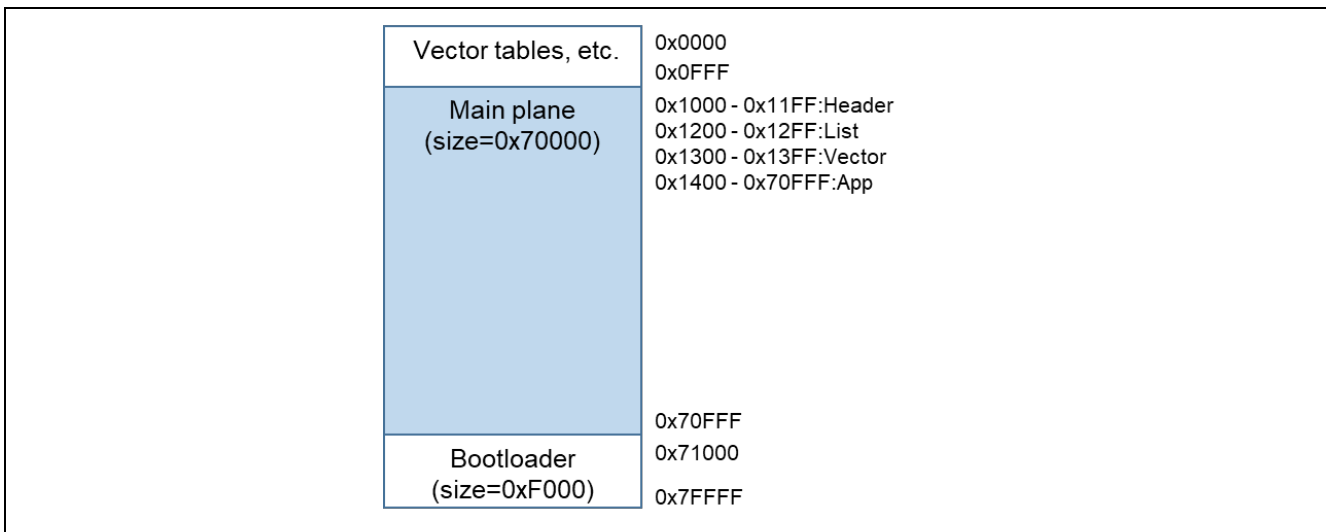 Vector tables, etc.
0x0000
0x0FFF
Main plane
(size=0x70000)
0x1000 - 0x11FF:Header
0x1200 - 0x12FF:List
0x1300 - 0x13FF:Vector
0x1400 - 0x70FFF:App
0x70FFF
Bootloader
(size=0xF000)
0x71000
0x7FFFF